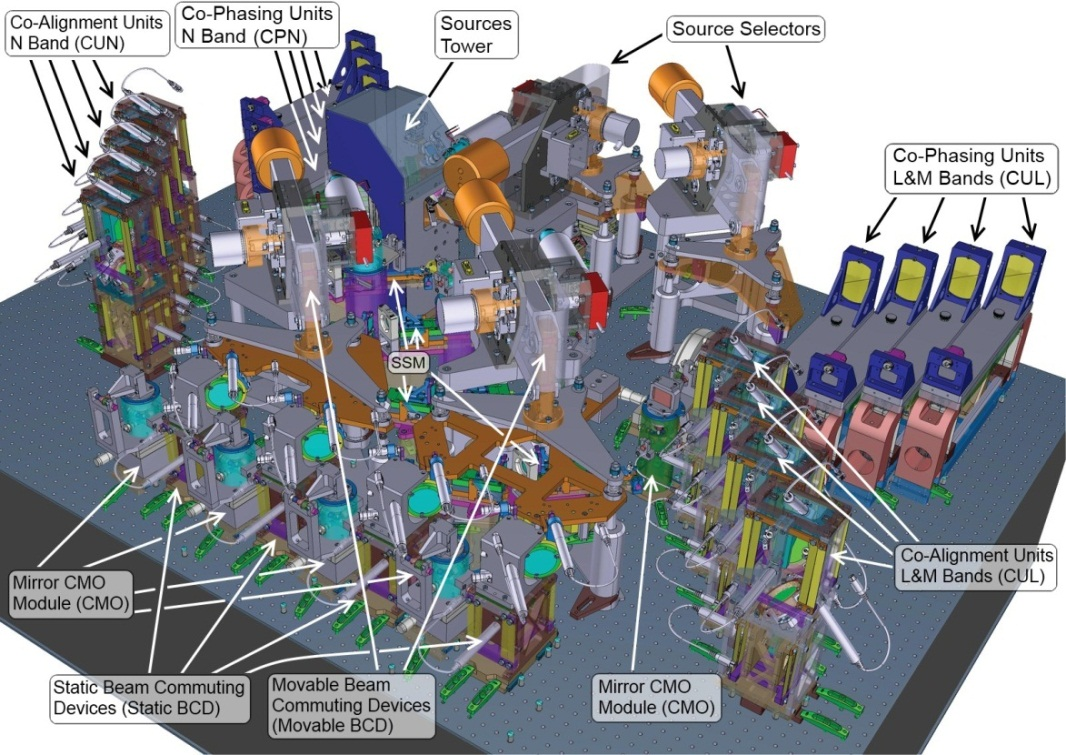 Co-Alignment Units
N Band (CUN)
Co-Phasing Units
N Band (CPN)
Sources
Tower
Source Selectors
Co-Phasing Units
L&M Bands (CUL)
SSM
Mirror CMO
Module (CMO)
Static Beam Commuting
Devices (Static BCD)
Movable Beam
Commuting Devices
(Movable BCD)
Mirror CMO
Module (CMO)
Co-Alignment Units
L&M Bands (CUL)